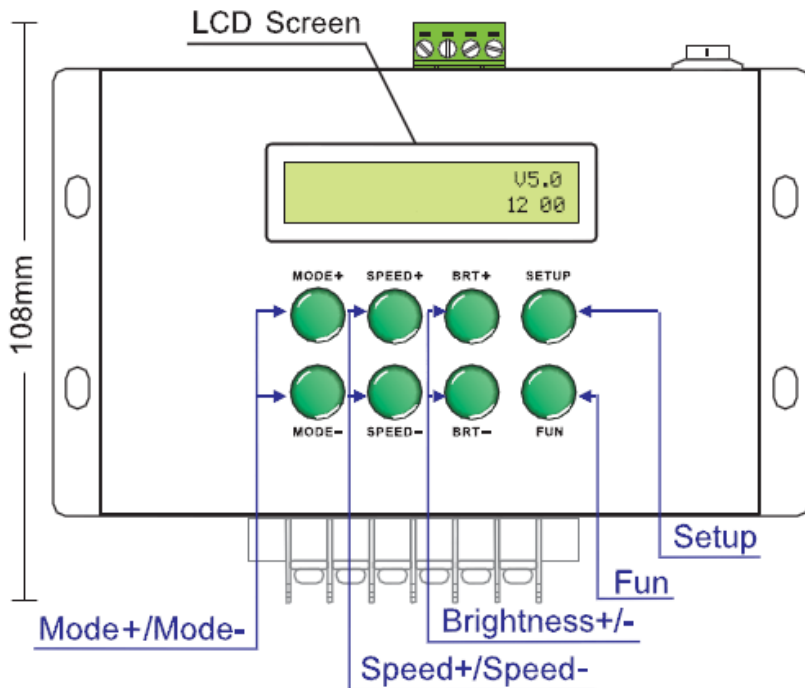 LCD Screen
V5.0
12 00
108mm
MODE+ SPEED+ BRT+ SETUP
MODE- SPEED- BRT- FUN
Setup
Fun
Brightness+/-
Mode+/Mode-
Speed+/Speed-